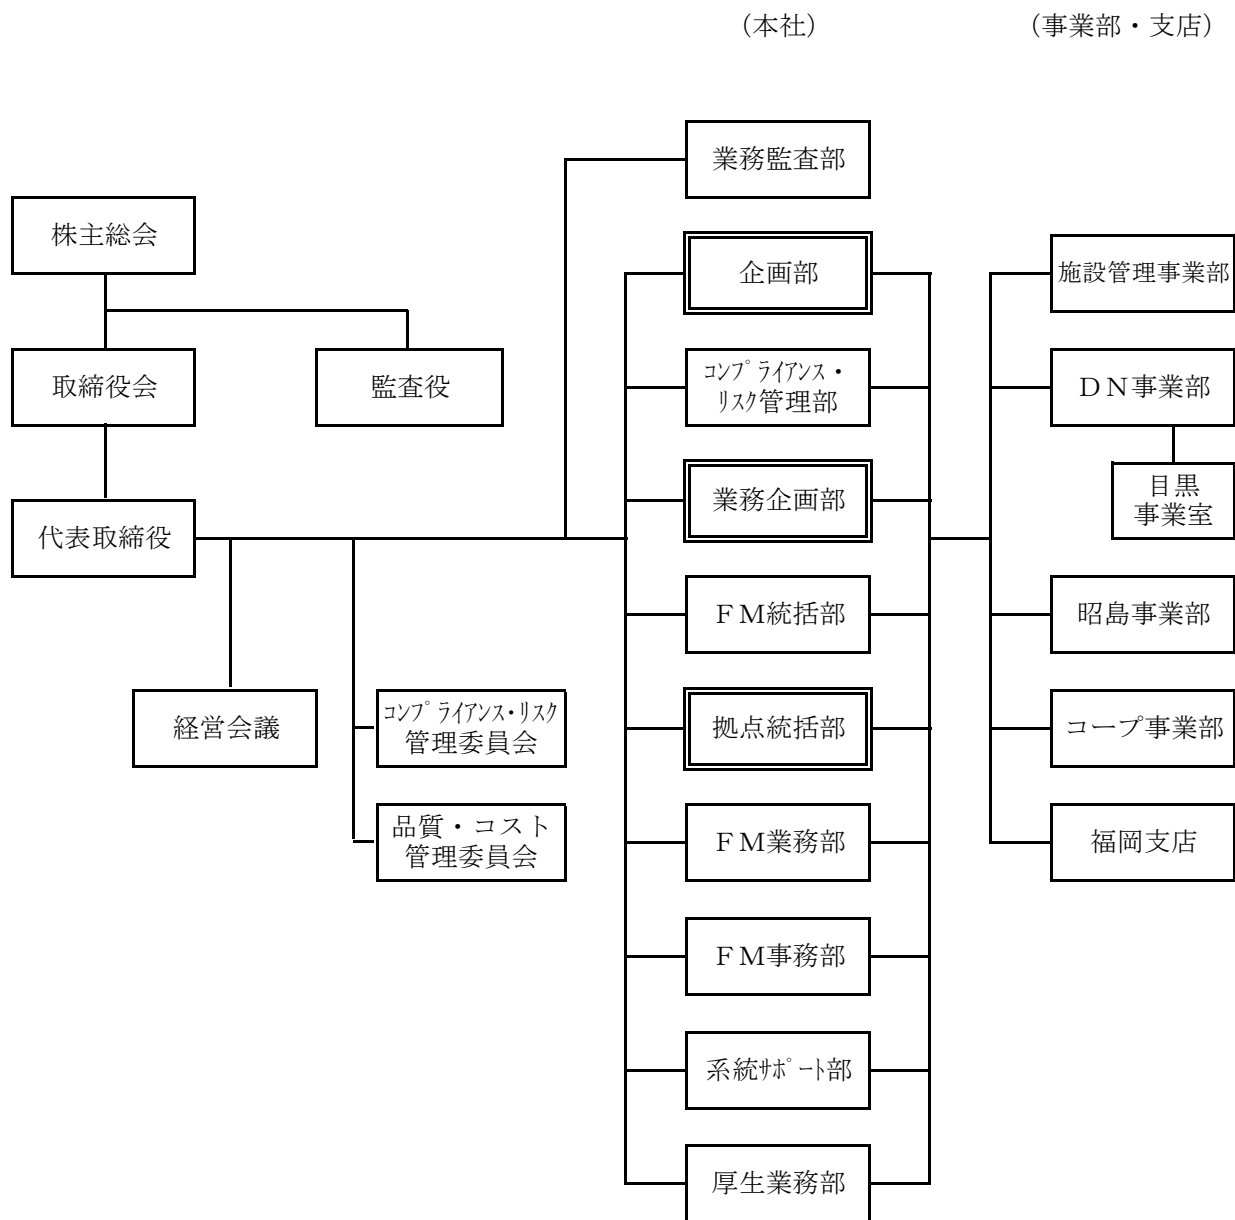 （本社）
（事業部・支店）
業務監査部
株主総会
企画部
施設管理事業部
取締役会
監査役
ｺﾝﾌﾟﾗｲｱﾝｽ・
ﾘｽｸ管理部
ＤＮ事業部
目黒
事業室
代表取締役
業務企画部
ＦＭ統括部
昭島事業部
経営会議
ｺﾝﾌﾟﾗｲｱﾝｽ・ﾘｽｸ
管理委員会
拠点統括部
コープ事業部
品質・コスト
管理委員会
ＦＭ業務部
福岡支店
ＦＭ事務部
系統ｻﾎﾟｰﾄ部
厚生業務部